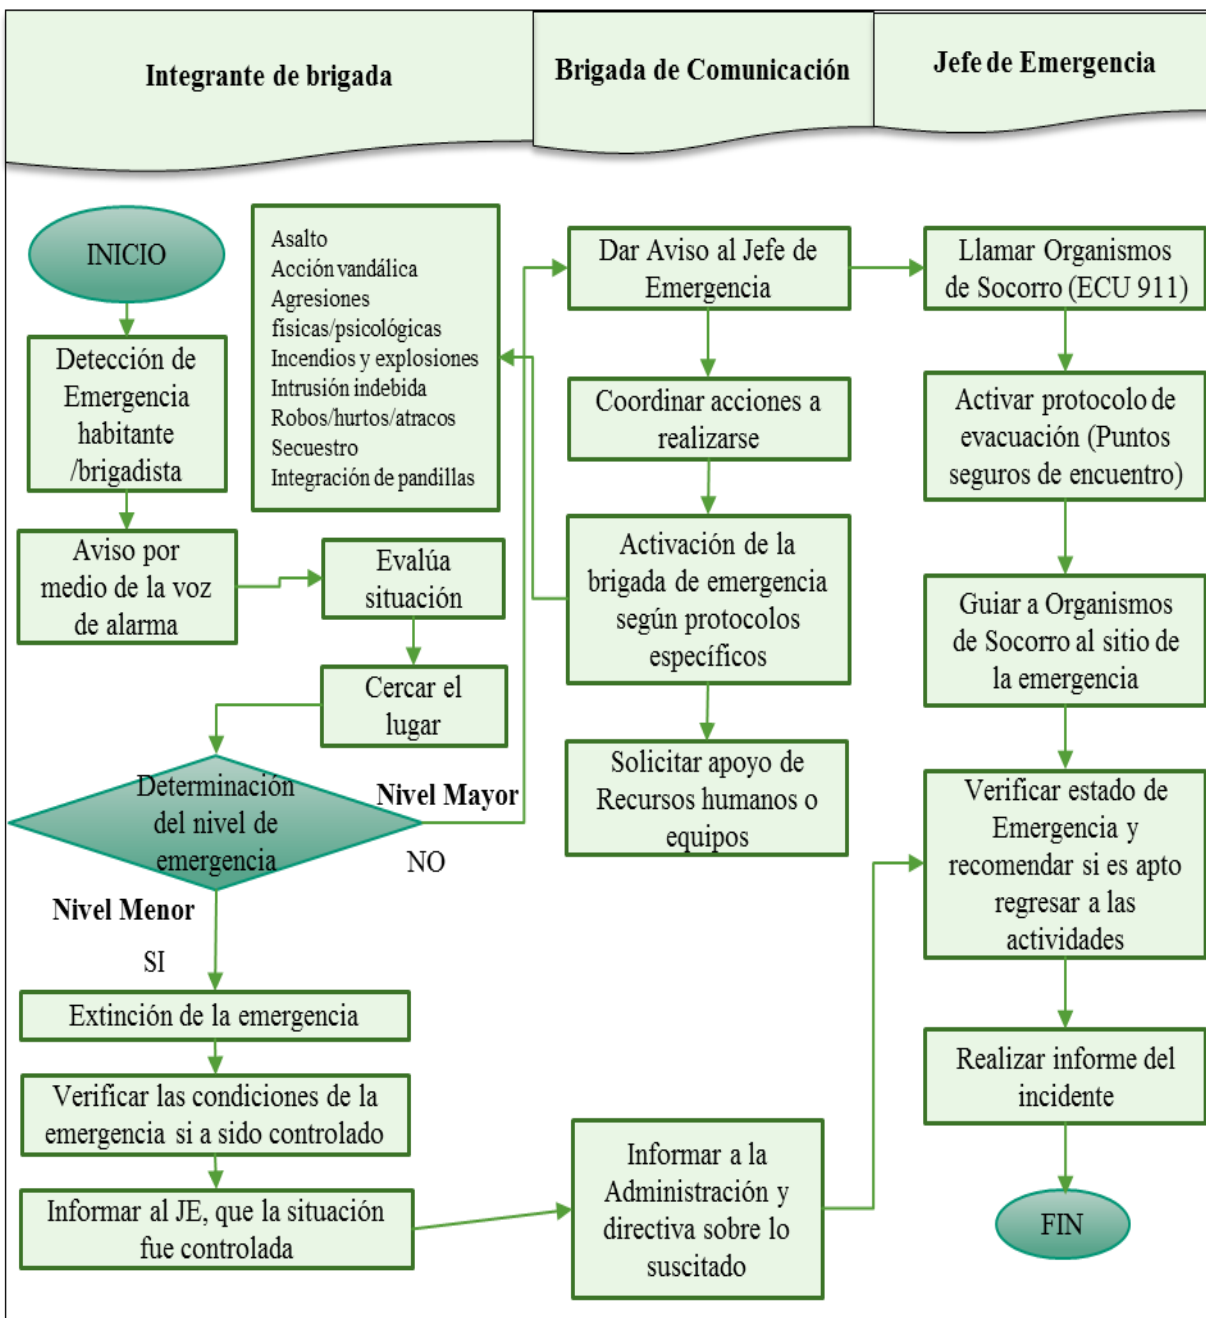 Integrante de brigada
Brigada de Comunicación
Jefe de Emergencia
INICIO
Detección de
Emergencia
habitante
/brigadista
Aviso por
medio de la voz
de alarma
Evalúa
situación
Cercar el
lugar
Determinación
del nivel de
emergencia
Nivel Mayor
NO
Nivel Menor
SI
Extinción de la emergencia
Verificar las condiciones de la
emergencia si a sido controlado
Informar al JE, que la situación
fue controlada
Asalto
Acción vandálica
Agresiones
físicas/psicológicas
Incendios y explosiones
Intrusión indebida
Robos/hurtos/atracos
Secuestro
Integración de pandillas
Dar Aviso al Jefe de
Emergencia
Coordinar acciones a
realizarse
Activación de la
brigada de emergencia
según protocolos
específicos
Solicitar apoyo de
Recursos humanos o
equipos
Informar a la
Administración y
directiva sobre lo
suscitado
Llamar Organismos
de Socorro (ECU 911)
Activar protocolo de
evacuación (Puntos
seguros de encuentro)
Guiar a Organismos
de Socorro al sitio de
la emergencia
Verificar estado de
Emergencia y
recomendar si es apto
regresar a las
actividades
Realizar informe del
incidente
FIN